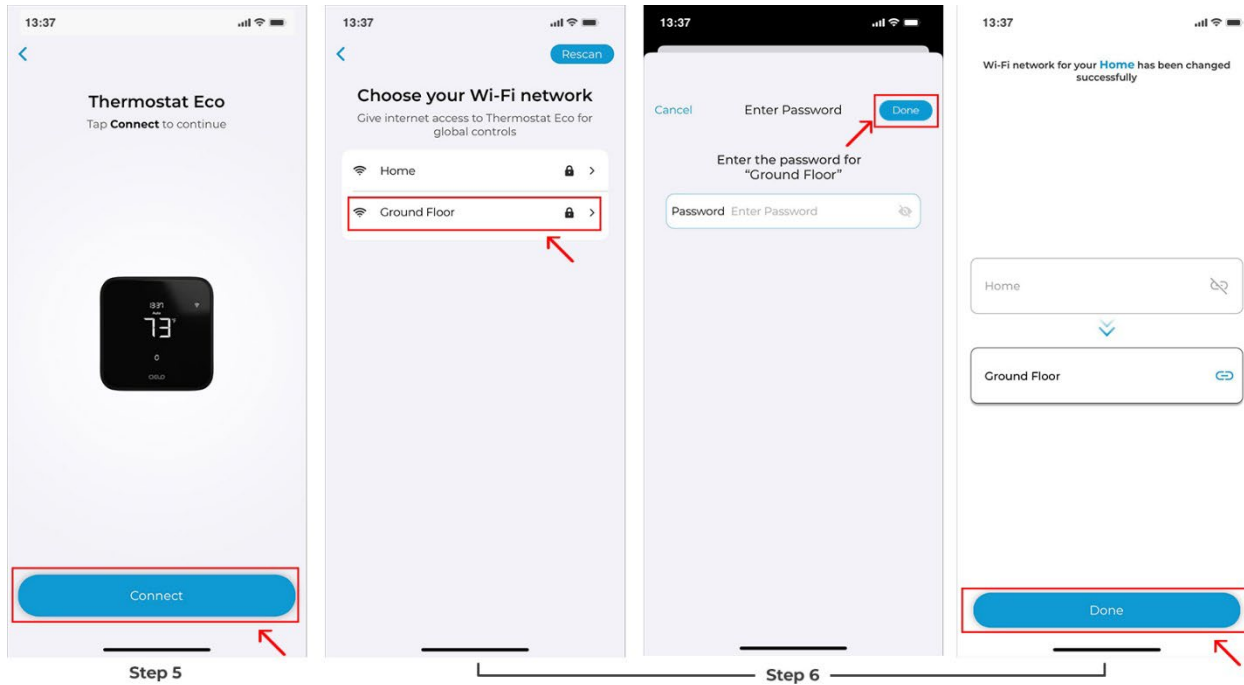 13:37
Thermostat Eco
Tap Connect to continue
1337
Auto
73°
CIELO
Connect
Step 5
13:37
Rescan
Choose your Wi-Fi network
Give internet access to Thermostat Eco for
global controls
Home
Ground Floor
13:37
Cancel
Enter Password
Done
Enter the password for
“Ground Floor”
Password Enter Password
13:37
Wi-Fi network for your Home has been changed
successfully
Home
Ground Floor
Done
Step 6